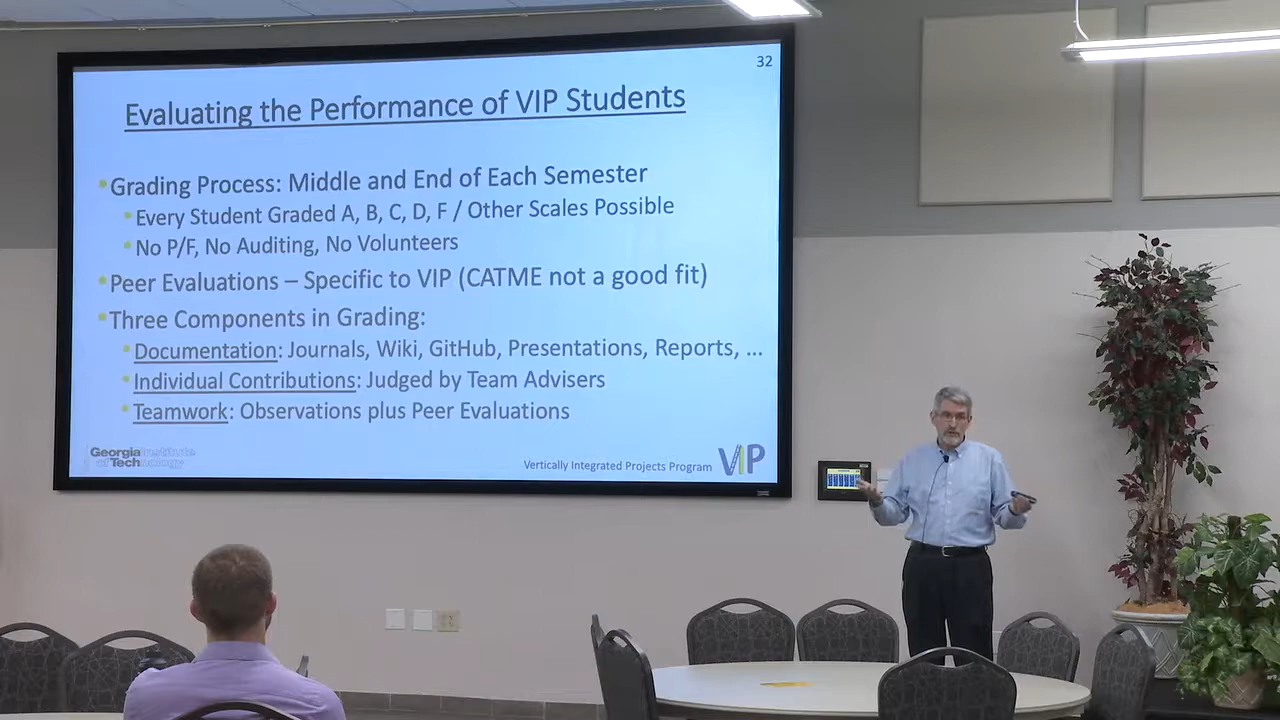 32
Evaluating the Performance of VIP Students
Grading Process: Middle and End of Each Semester
Every Student Graded A, B, C, D, F / Other Scales Possible
No P/F, No Auditing, No Volunteers
Peer Evaluations – Specific to VIP (CATME not a good fit)
Three Components in Grading:
Documentation: Journals, Wiki, GitHub, Presentations, Reports, ...
Individual Contributions: Judged by Team Advisers
Teamwork: Observations plus Peer Evaluations
Georgia Institute
of Technology
Vertically Integrated Projects Program VIP